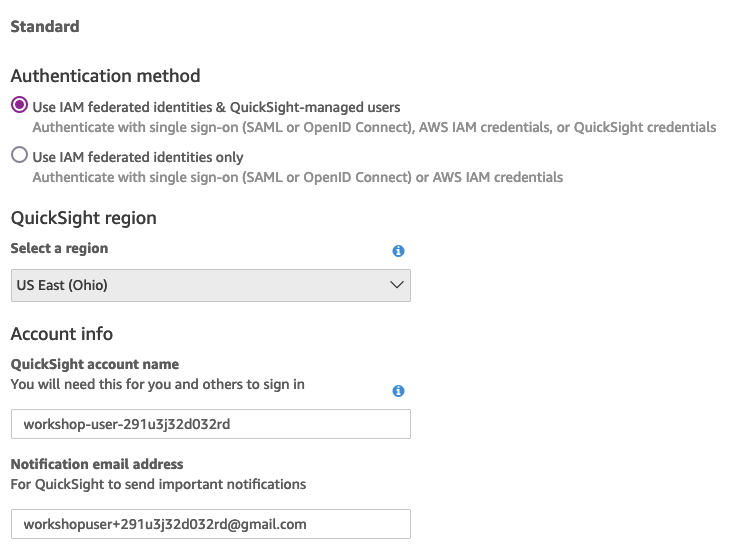 Standard
Authentication method
Use IAM federated identities & QuickSight-managed users
Authenticate with single sign-on (SAML or OpenID Connect), AWS IAM credentials, or QuickSight credentials
Use IAM federated identities only
Authenticate with single sign-on (SAML or OpenID Connect) or AWS IAM credentials
QuickSight region
Select a region
US East (Ohio)
Account info
QuickSight account name
You will need this for you and others to sign in
workshop-user-291u3j32d032rd
Notification email address
For QuickSight to send important notifications
workshopuser+291u3j32d032rd@gmail.com